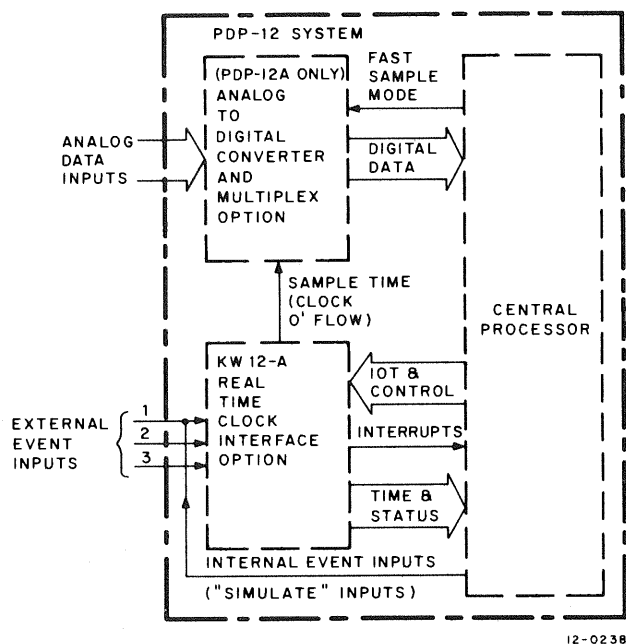 PDP-12 SYSTEM
(PDP-12A ONLY)
ANALOG
TO
DIGITAL
CONVERTER
AND
MULTIPLEX
OPTION
FAST
SAMPLE
MODE
ANALOG
DATA
INPUTS
DIGITAL
DATA
SAMPLE TIME
(CLOCK
O' FLOW)
CENTRAL
PROCESSOR
KW 12-A
REAL
TIME
CLOCK
INTERFACE
OPTION
IOT &
CONTROL
EXTERNAL
EVENT
INPUTS
1
2
3
INTERRUPTS
TIME &
STATUS
INTERNAL EVENT INPUTS
("SIMULATE" INPUTS)
12-0238